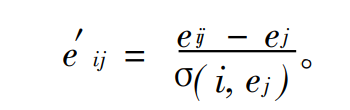 e′ij = (eij − ej) / σ(i, ej)。